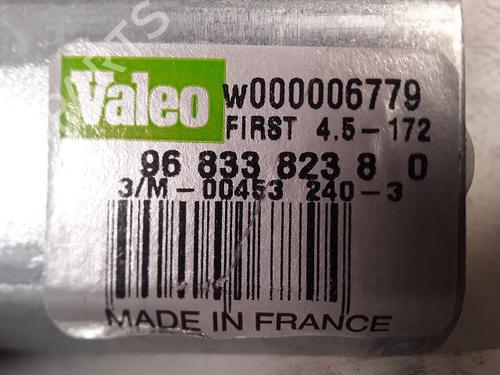 Valeo
w000006779
FIRST 4.5-172
96 833 823 8 0
3/M-00453 240-3
MADE IN FRANCE